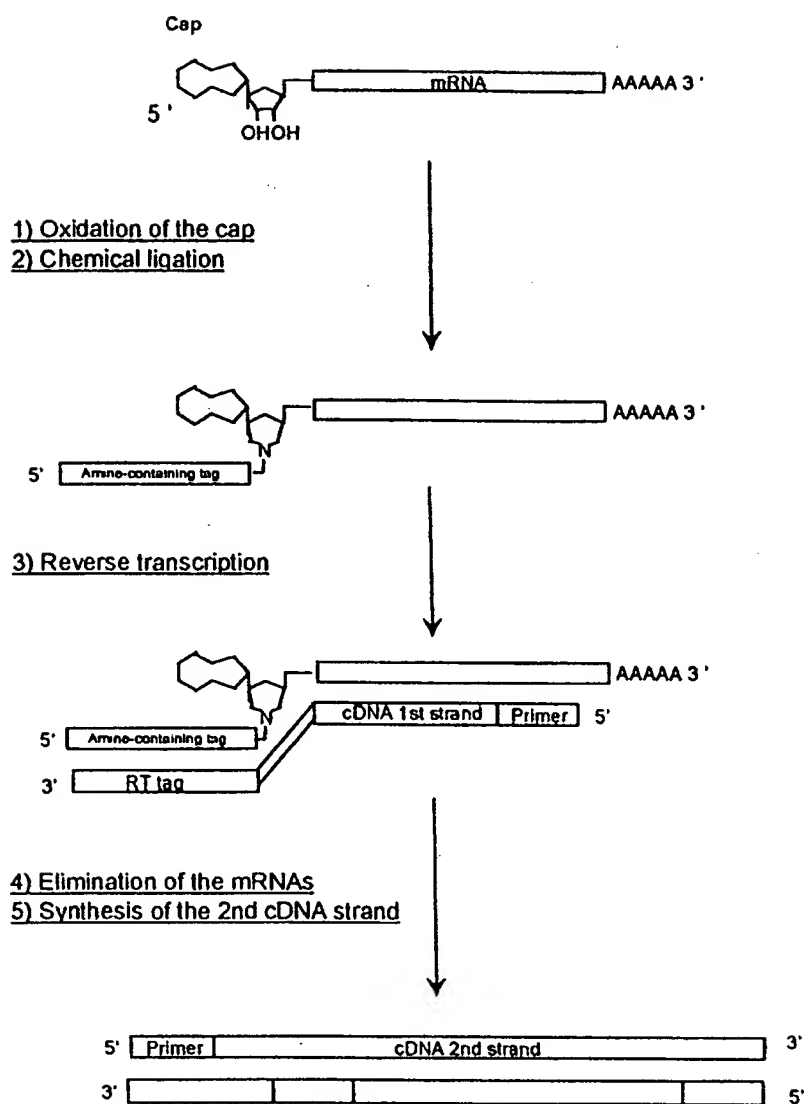 Cap
mRNA AAAAA 3 '
5 '
OHOH
1) Oxidation of the cap
2) Chemical ligation
AAAAA 3 '
N
5' Amino-containing tag
3) Reverse transcription
AAAAA 3 '
N
cDNA 1st strand Primer 5'
5' Amino-containing tag
3' RT tag
4) Elimination of the mRNAs
5) Synthesis of the 2nd cDNA strand
5' Primer cDNA 2nd strand 3'
3' 5'